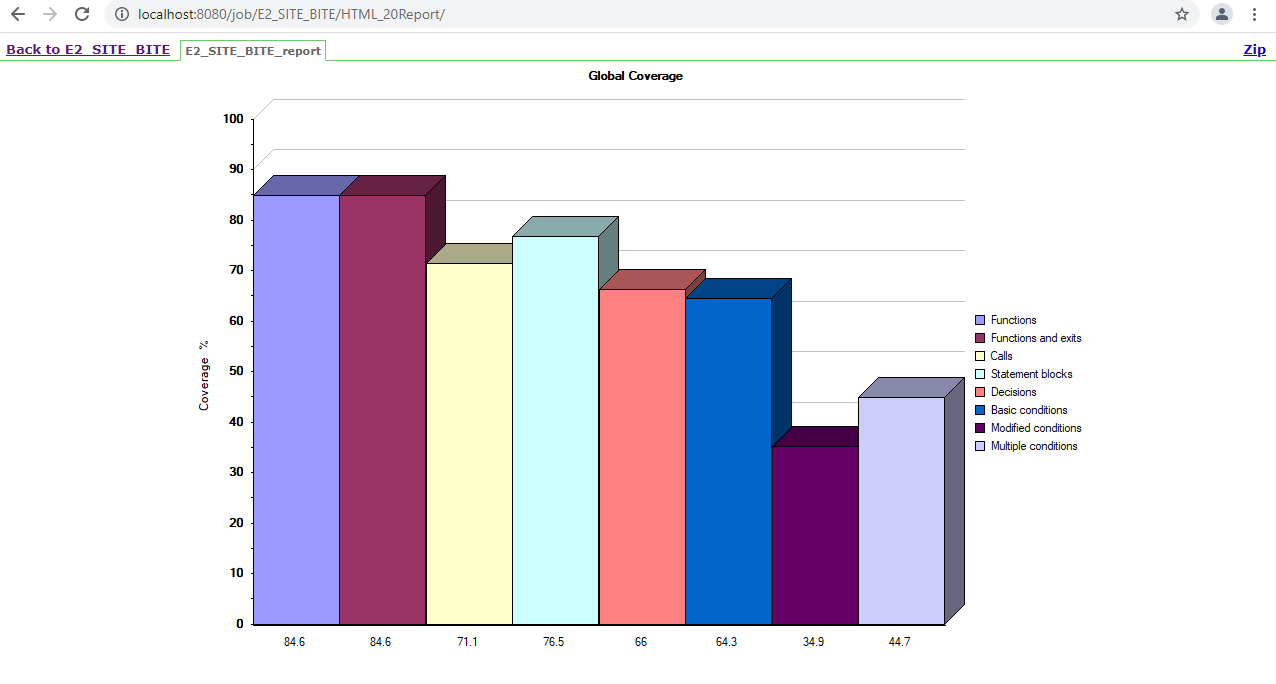 localhost:8080/job/E2_SITE_BITE/HTML_20Report/
Back to E2_SITE_BITE E2_SITE_BITE_report Zip
Global Coverage
100
90
80
70
60
50
40
30
20
10
0
Coverage %
84.6 84.6 71.1 76.5 66 64.3 34.9 44.7
Functions
Functions and exits
Calls
Statement blocks
Decisions
Basic conditions
Modified conditions
Multiple conditions